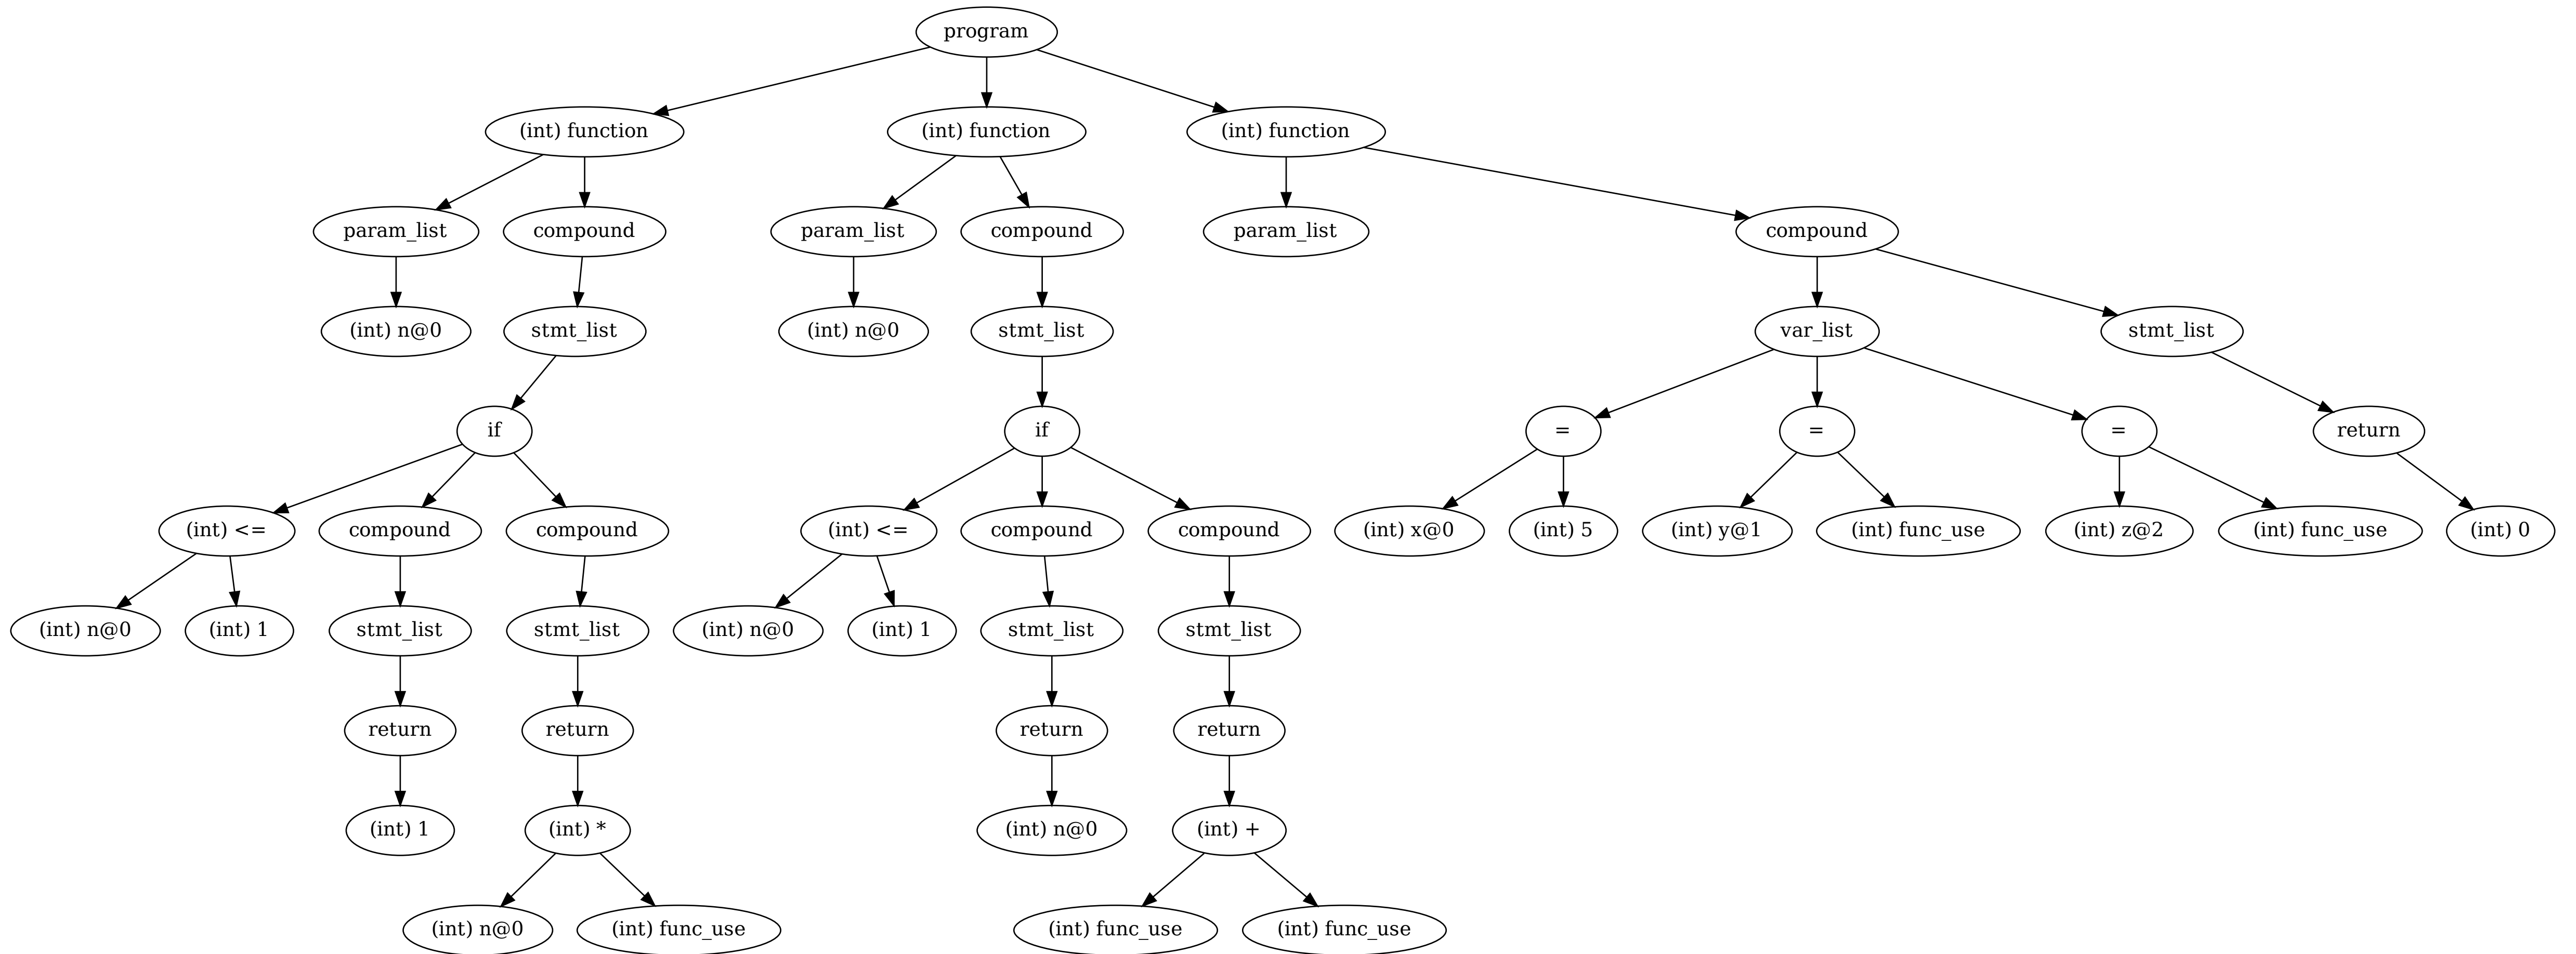 program
(int) function
(int) function
(int) function
param_list
compound
param_list
compound
param_list
compound
(int) n@0
stmt_list
(int) n@0
stmt_list
var_list
stmt_list
if
if
=
=
=
return
(int) <=
compound
compound
(int) <=
compound
compound
(int) x@0
(int) 5
(int) y@1
(int) func_use
(int) z@2
(int) func_use
(int) 0
(int) n@0
(int) 1
stmt_list
stmt_list
(int) n@0
(int) 1
stmt_list
stmt_list
return
return
return
return
(int) 1
(int) *
(int) n@0
(int) +
(int) n@0
(int) func_use
(int) func_use
(int) func_use